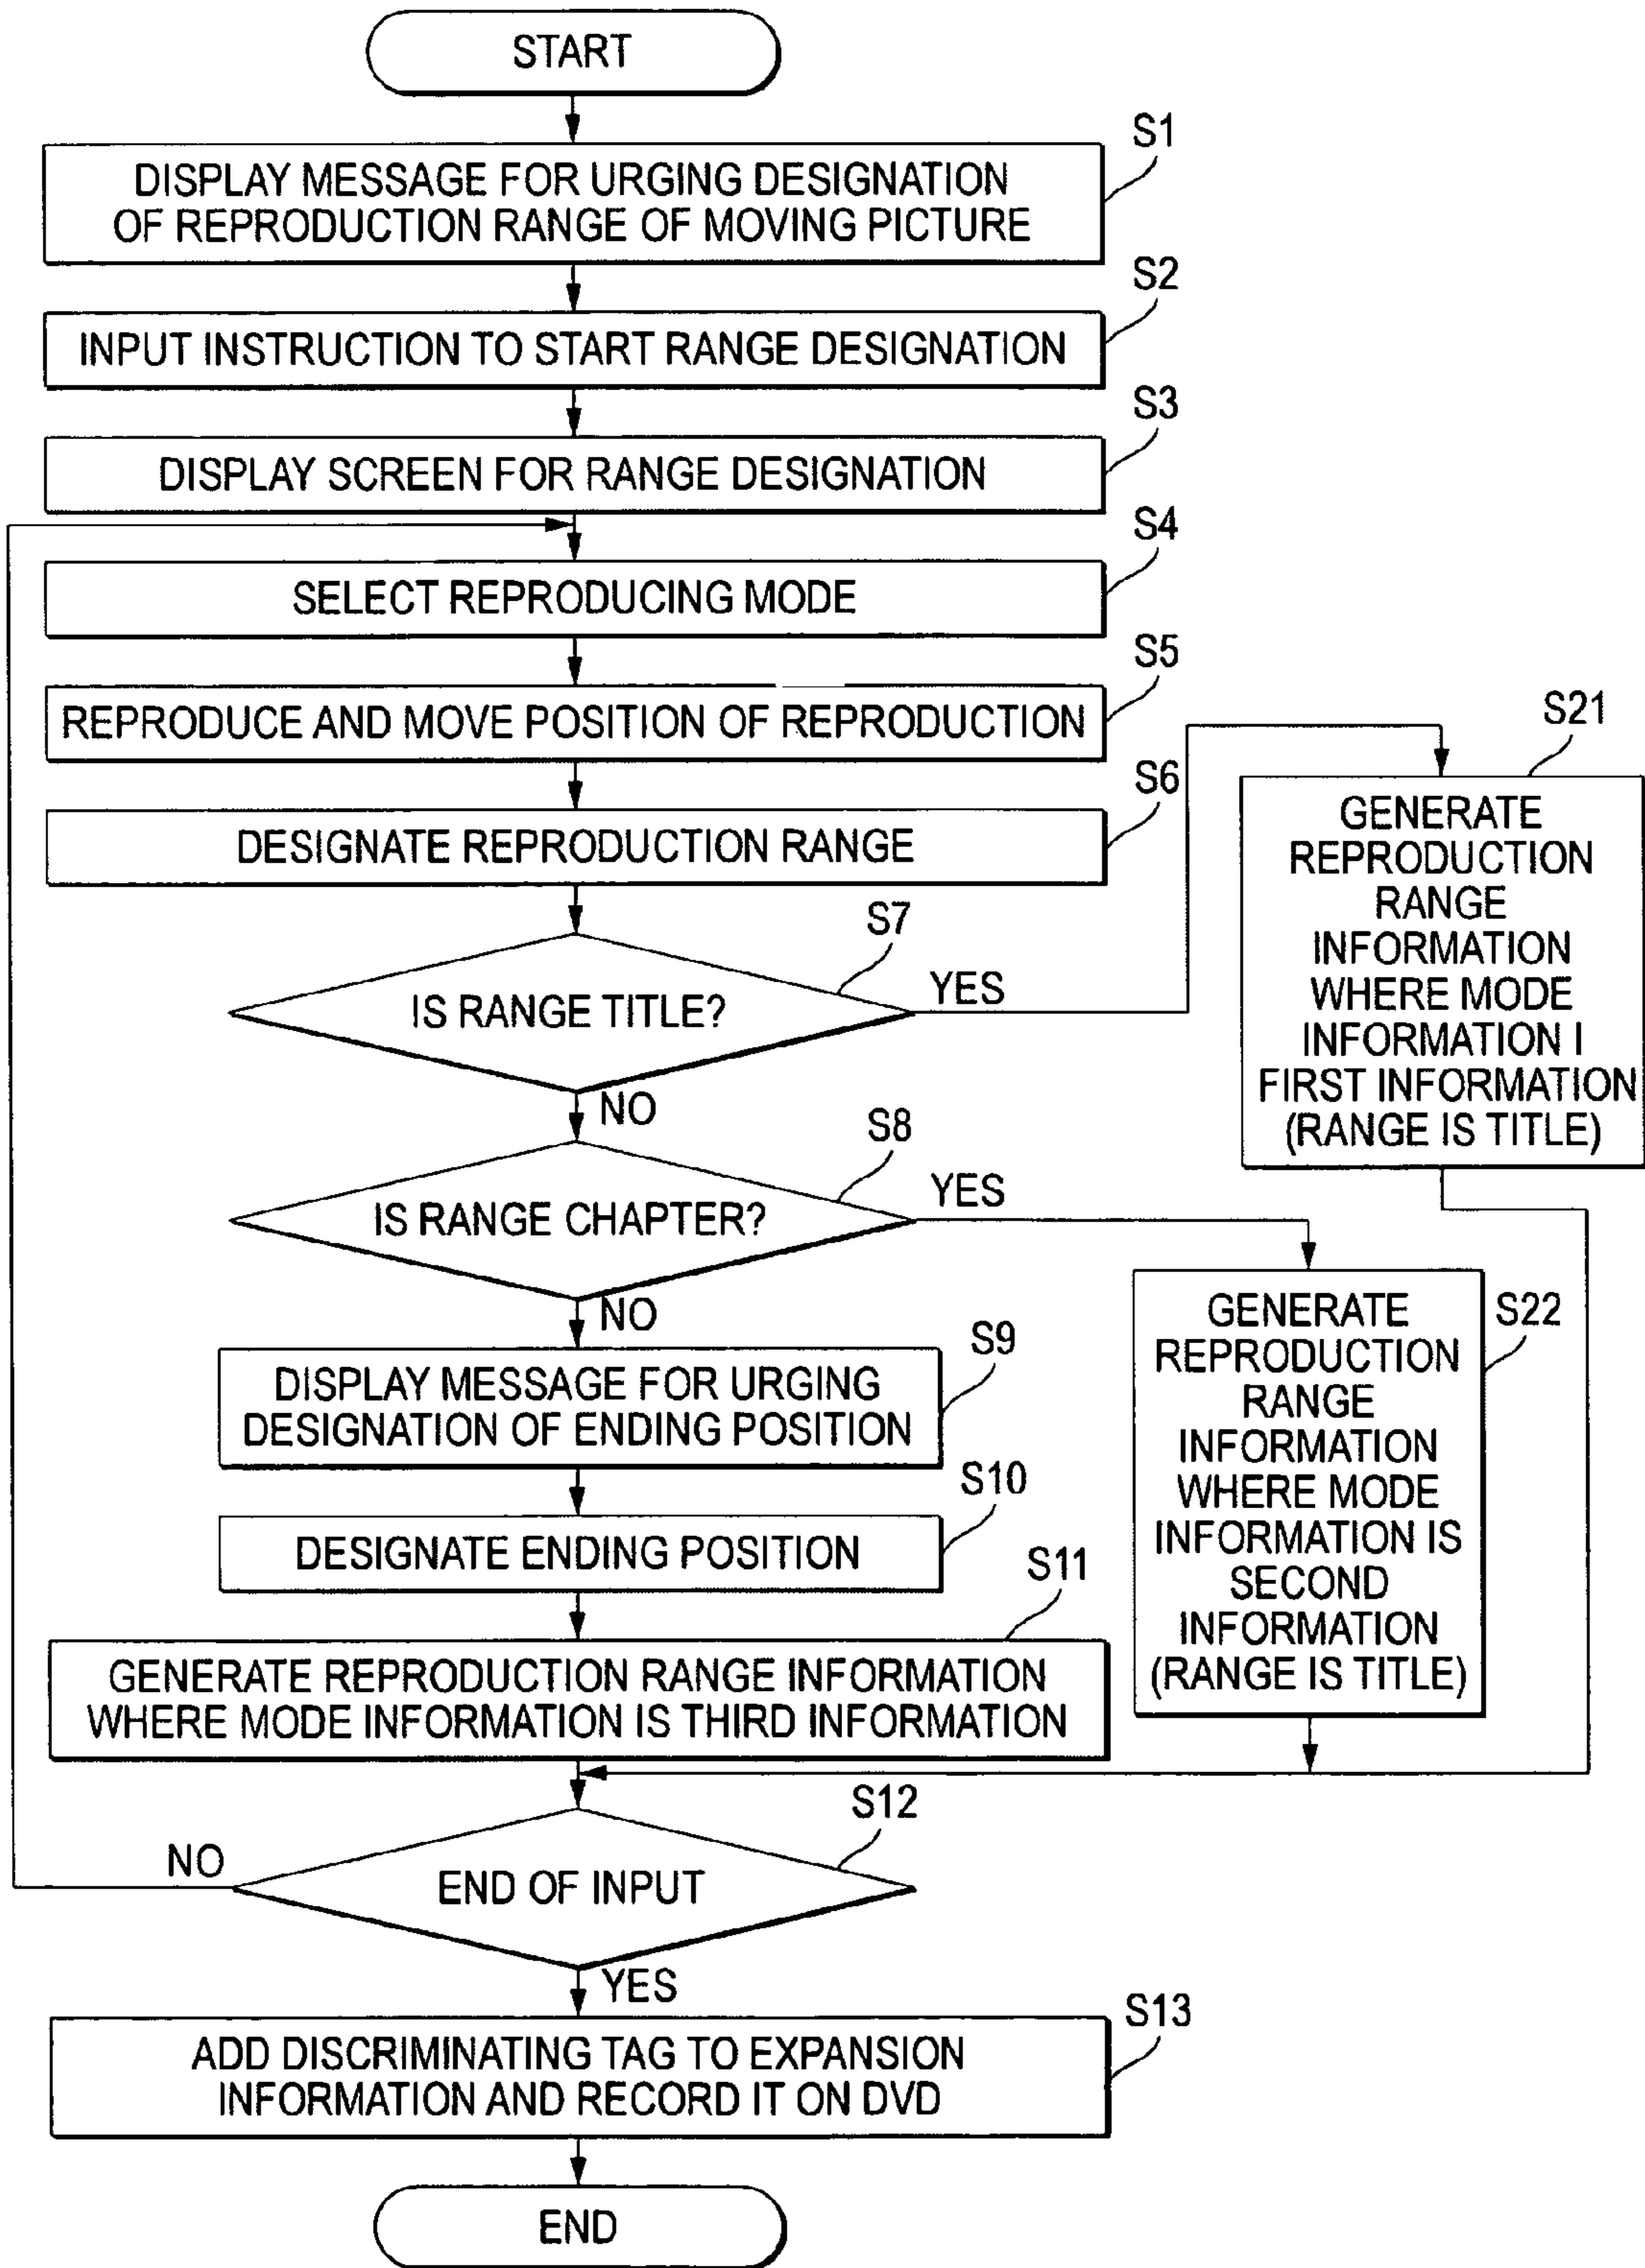 START
S1
DISPLAY MESSAGE FOR URGING DESIGNATION
OF REPRODUCTION RANGE OF MOVING PICTURE
S2
INPUT INSTRUCTION TO START RANGE DESIGNATION
S3
DISPLAY SCREEN FOR RANGE DESIGNATION
S4
SELECT REPRODUCING MODE
S5
REPRODUCE AND MOVE POSITION OF REPRODUCTION
S6
DESIGNATE REPRODUCTION RANGE
S7
IS RANGE TITLE?
YES
NO
S21
GENERATE
REPRODUCTION
RANGE
INFORMATION
WHERE MODE
INFORMATION I
FIRST INFORMATION
(RANGE IS TITLE)
S8
IS RANGE CHAPTER?
YES
NO
S22
GENERATE
REPRODUCTION
RANGE
INFORMATION
WHERE MODE
INFORMATION IS
SECOND
INFORMATION
(RANGE IS TITLE)
S9
DISPLAY MESSAGE FOR URGING
DESIGNATION OF ENDING POSITION
S10
DESIGNATE ENDING POSITION
S11
GENERATE REPRODUCTION RANGE INFORMATION
WHERE MODE INFORMATION IS THIRD INFORMATION
S12
NO
END OF INPUT
YES
S13
ADD DISCRIMINATING TAG TO EXPANSION
INFORMATION AND RECORD IT ON DVD
END